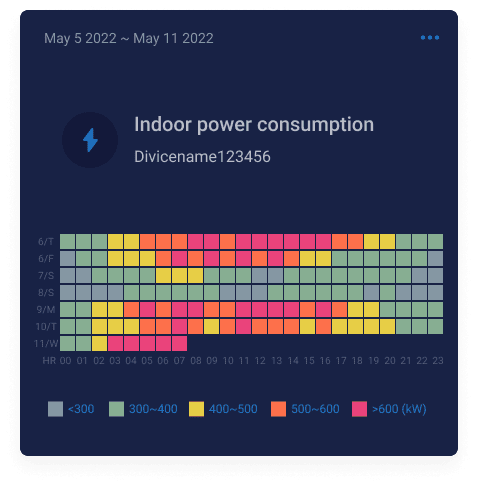 May 5 2022 ~ May 11 2022
Indoor power consumption
Divicename123456
6/T
6/F
7/S
8/S
9/M
10/T
11/W
HR 00 01 02 03 04 05 06 07 08 09 10 11 12 13 14 15 16 17 18 19 20 21 22 23
<300 300~400 400~500 500~600 >600 (kW)